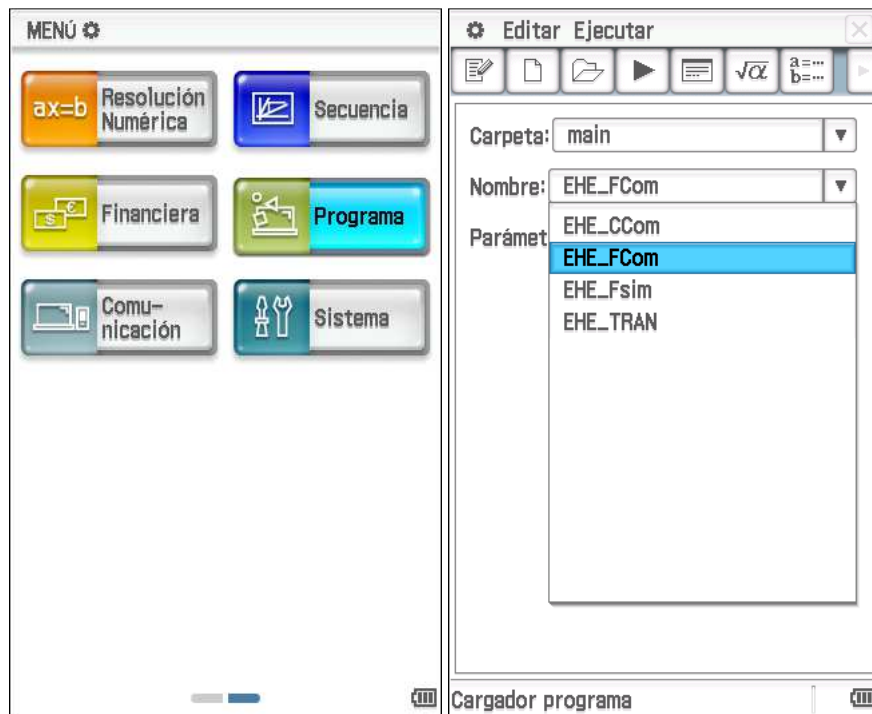 MENÚ
ax=b Resolución Numérica
Secuencia
Financiera
Programa
Comu-
nicación
Sistema
Editar Ejecutar
√α a=... b=...
Carpeta: main
Nombre: EHE_FCom
Parámet
EHE_CCom
EHE_FCom
EHE_Fsim
EHE_TRAN
Cargador programa